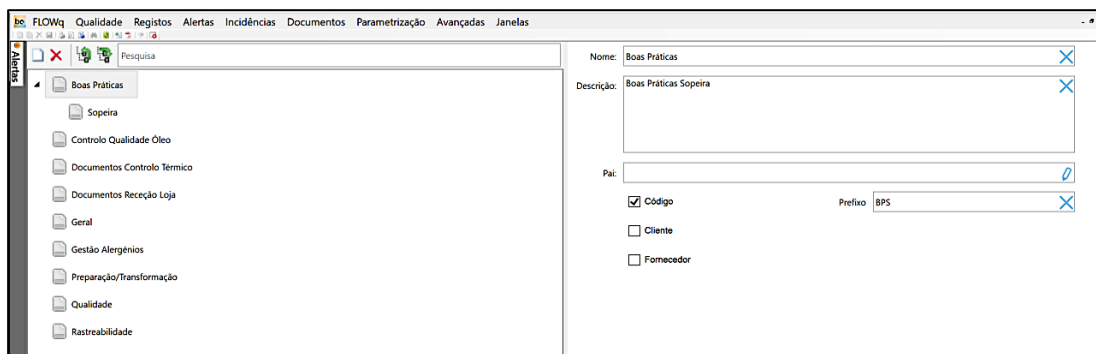 be FLOWq Qualidade Registos Alertas Incidências Documentos Parametrização Avançadas Janelas
Alertas
Pesquisa
Boas Práticas
Sopeira
Controlo Qualidade Óleo
Documentos Controlo Térmico
Documentos Receção Loja
Geral
Gestão Alergénios
Preparação/Transformação
Qualidade
Rastreabilidade
Nome: Boas Práticas
Descrição: Boas Práticas Sopeira
Pai:
Código Prefixo BPS
Cliente
Fornecedor